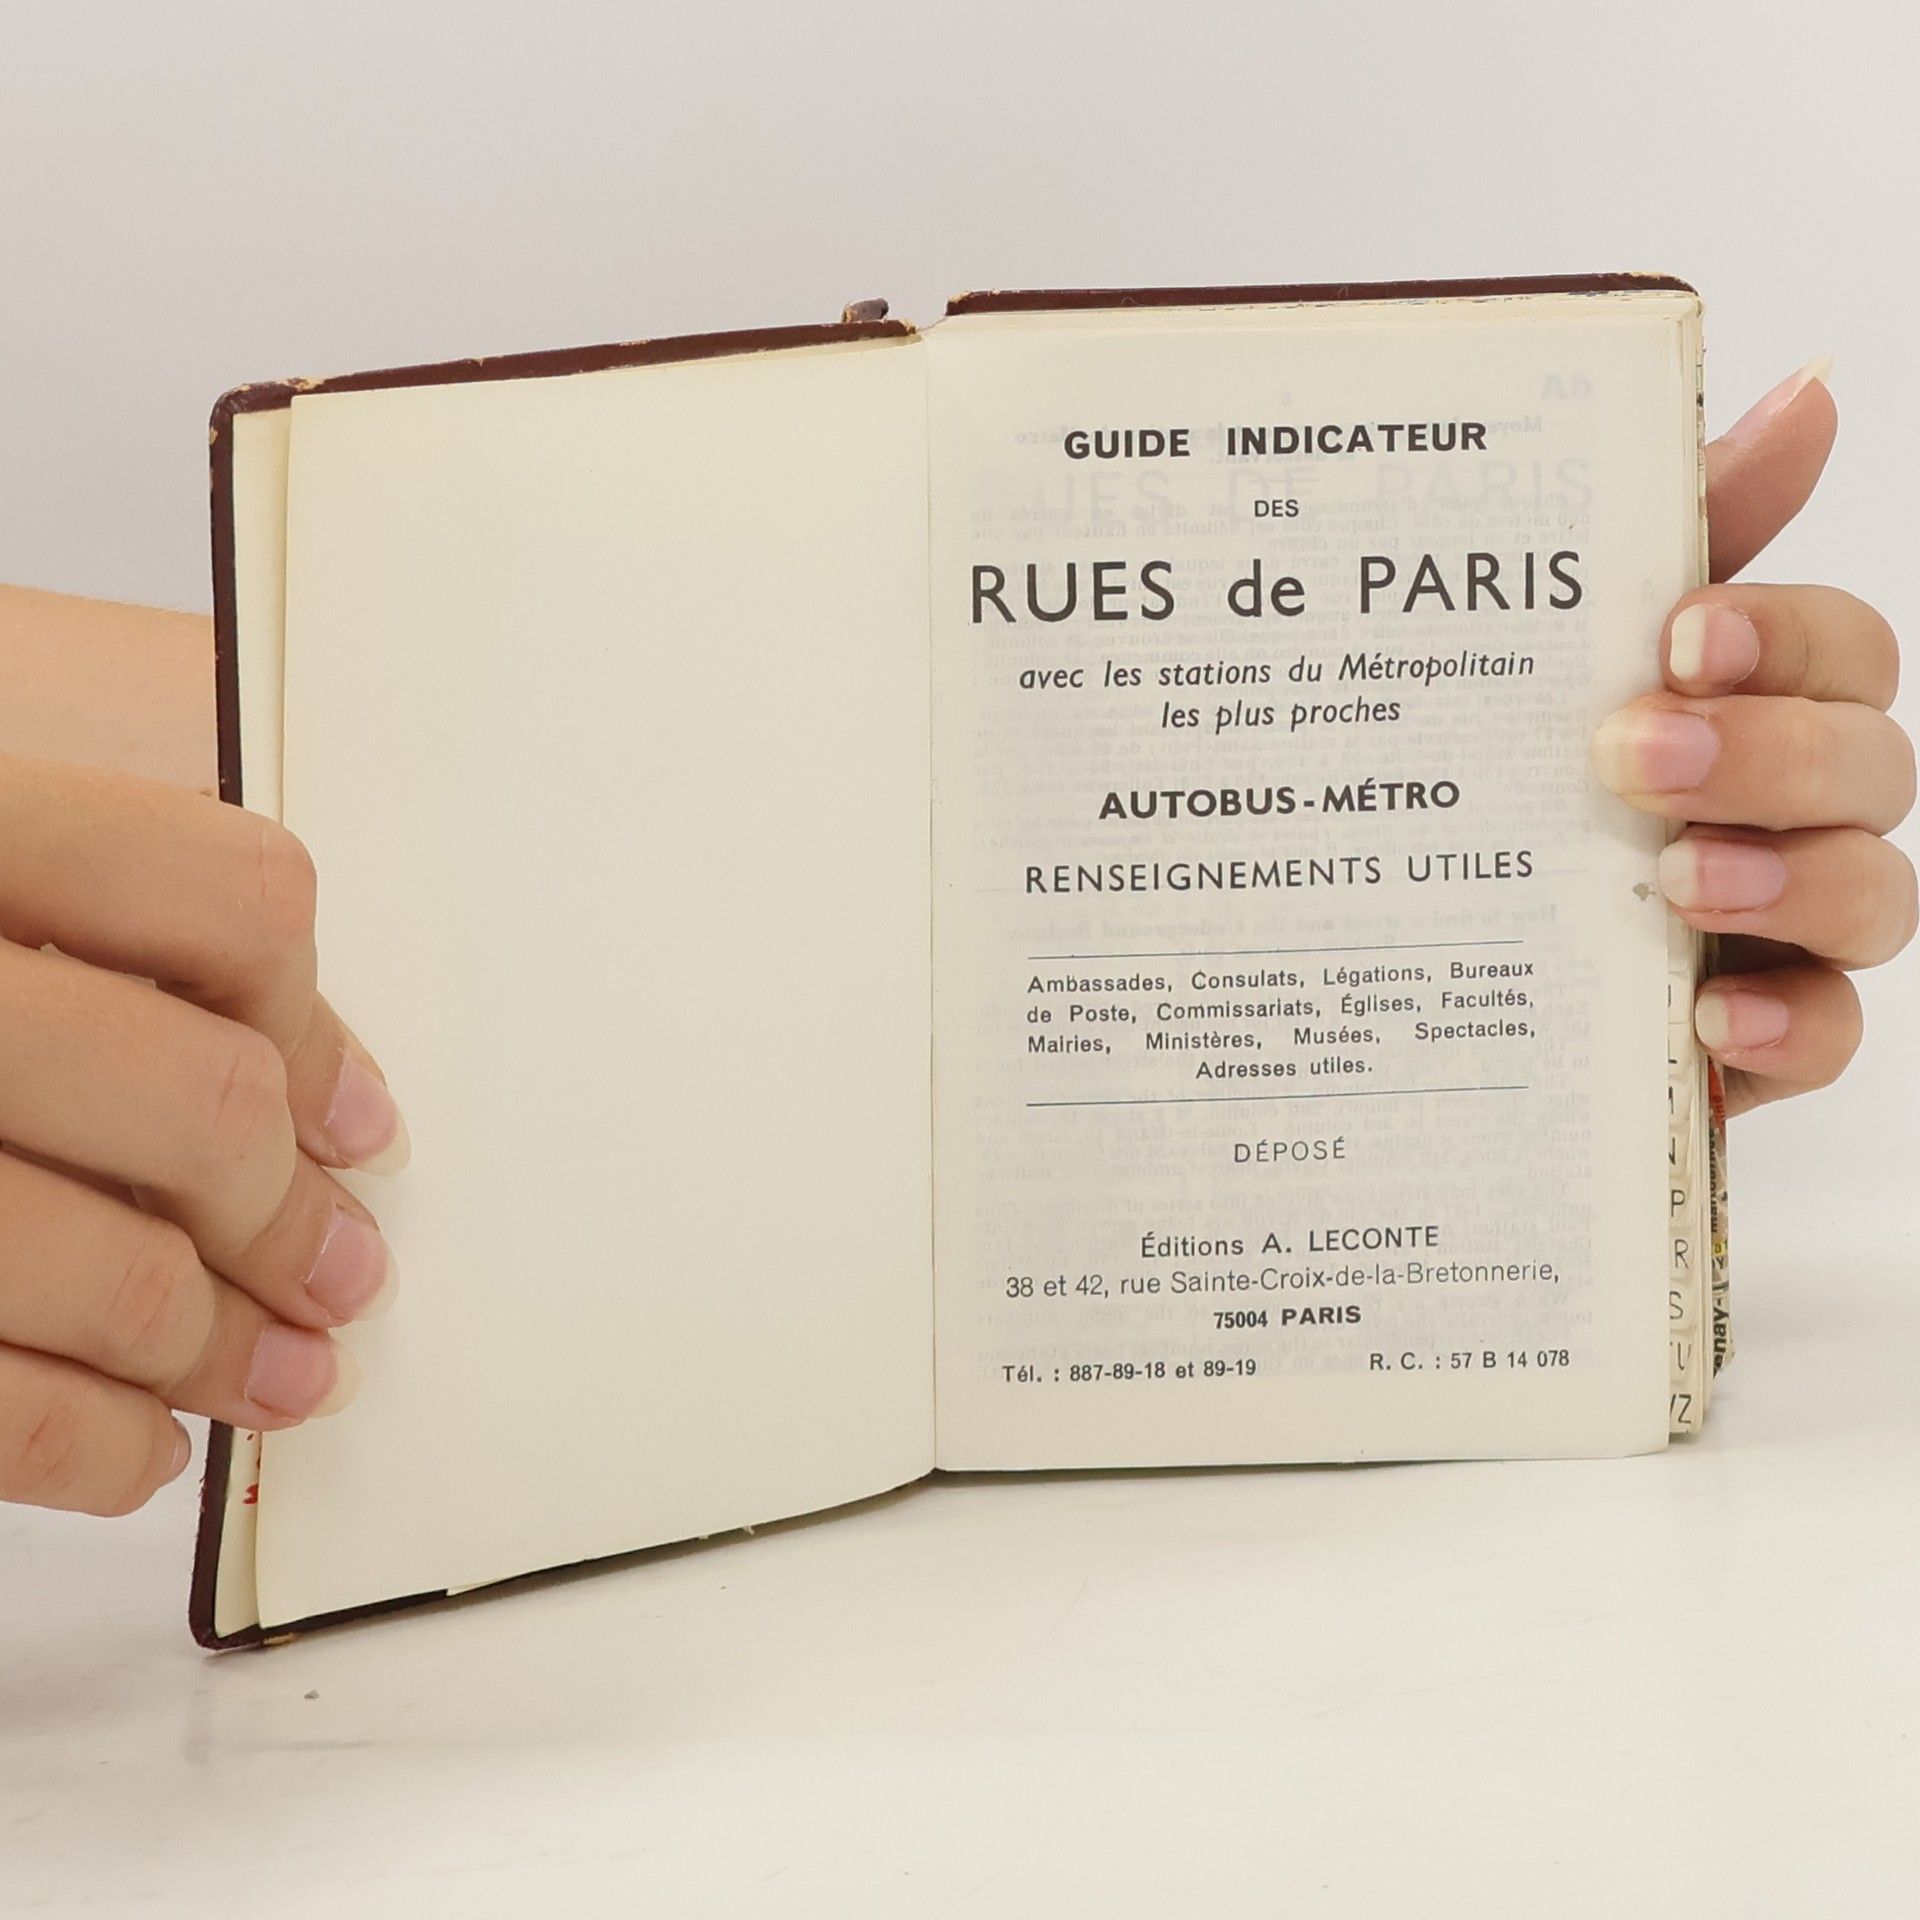 GUIDE INDICATEUR
DES
RUES de PARIS
avec les stations du Métropolitain
les plus proches
AUTOBUS-MÉTRO
RENSEIGNEMENTS UTILES
Ambassades, Consulats, Légations, Bureaux
de Poste, Commissariats, Églises, Facultés,
Mairies, Ministères, Musées, Spectacles,
Adresses utiles.
DÉPOSÉ
Éditions A. LECONTE
38 et 42, rue Sainte-Croix-de-la-Bretonnerie,
75004 PARIS
Tél. : 887-89-18 et 89-19 R. C. : 57 B 14 078
L
M
N
P
R
S